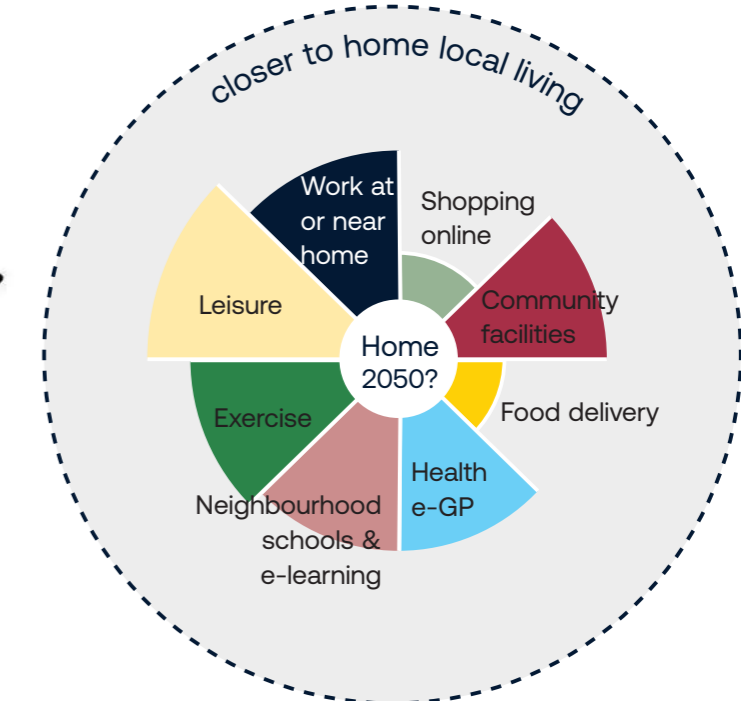 closer to home local living
Work at
or near
home
Shopping
online
Leisure
Community
facilities
Home
2050?
Exercise
Food delivery
Health
e-GP
Neighbourhood
schools &
e-learning